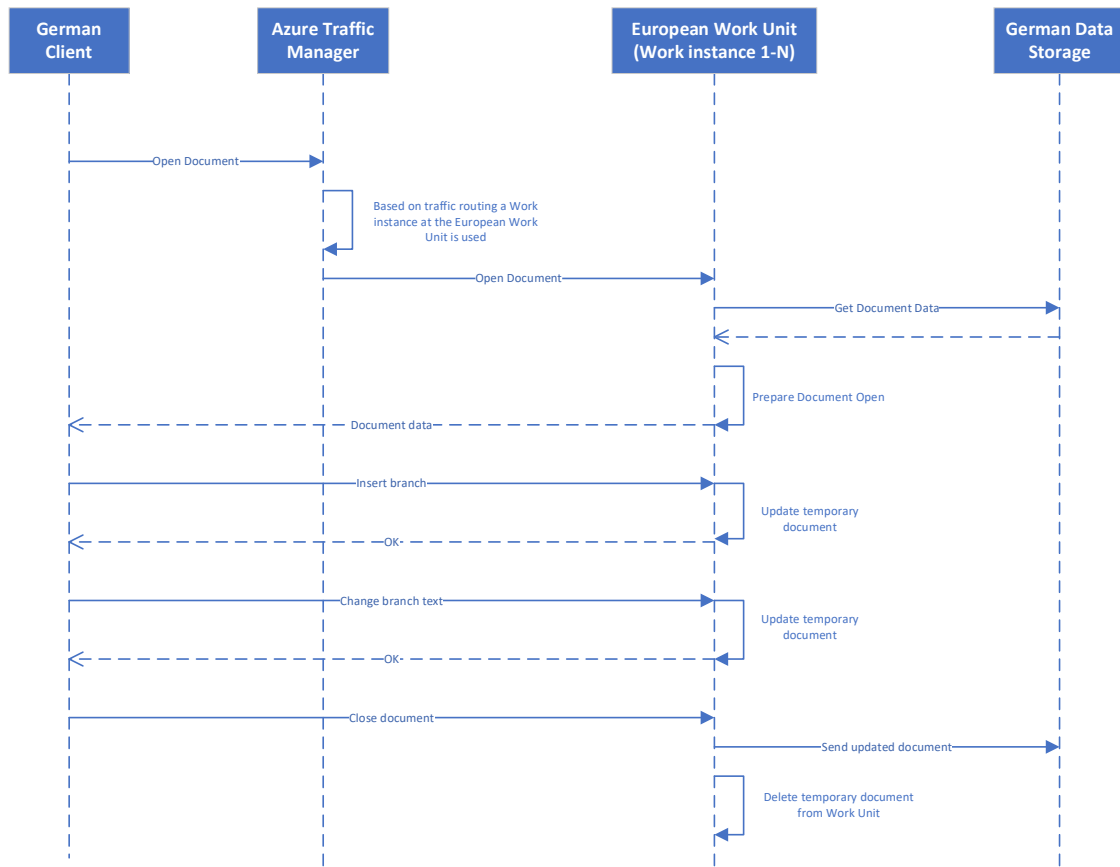 German
Client
Azure Traffic
Manager
European Work Unit
(Work instance 1-N)
German Data
Storage
Open Document
Based on traffic routing a Work
instance at the European Work
Unit is used
Open Document
Get Document Data
Prepare Document Open
Document data
Insert branch
Update temporary
document
OK
Change branch text
Update temporary
document
OK
Close document
Send updated document
Delete temporary document
from Work Unit